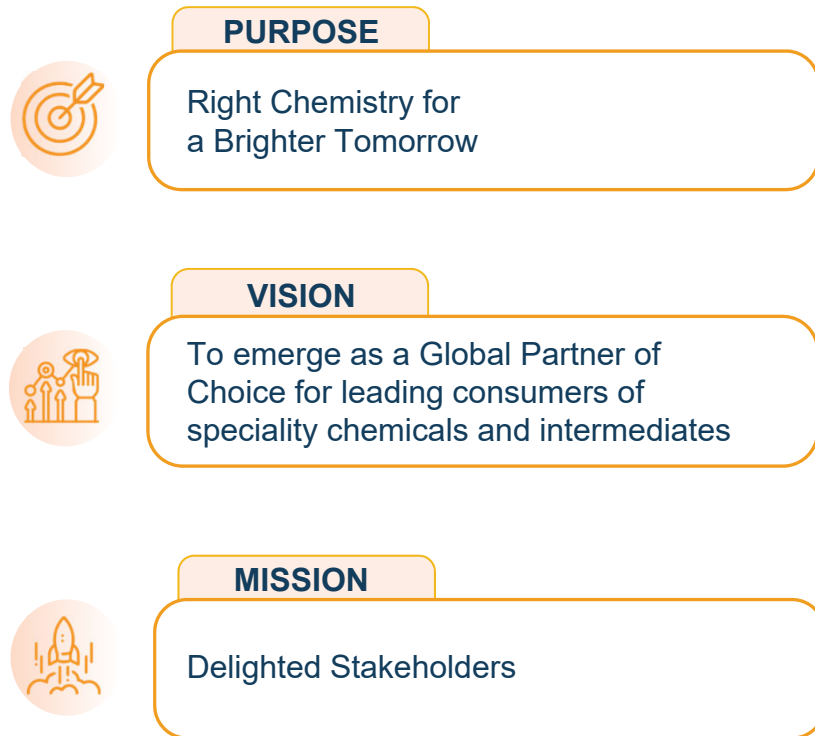 PURPOSE
Right Chemistry for
a Brighter Tomorrow
VISION
To emerge as a Global Partner of
Choice for leading consumers of
speciality chemicals and intermediates
MISSION
Delighted Stakeholders